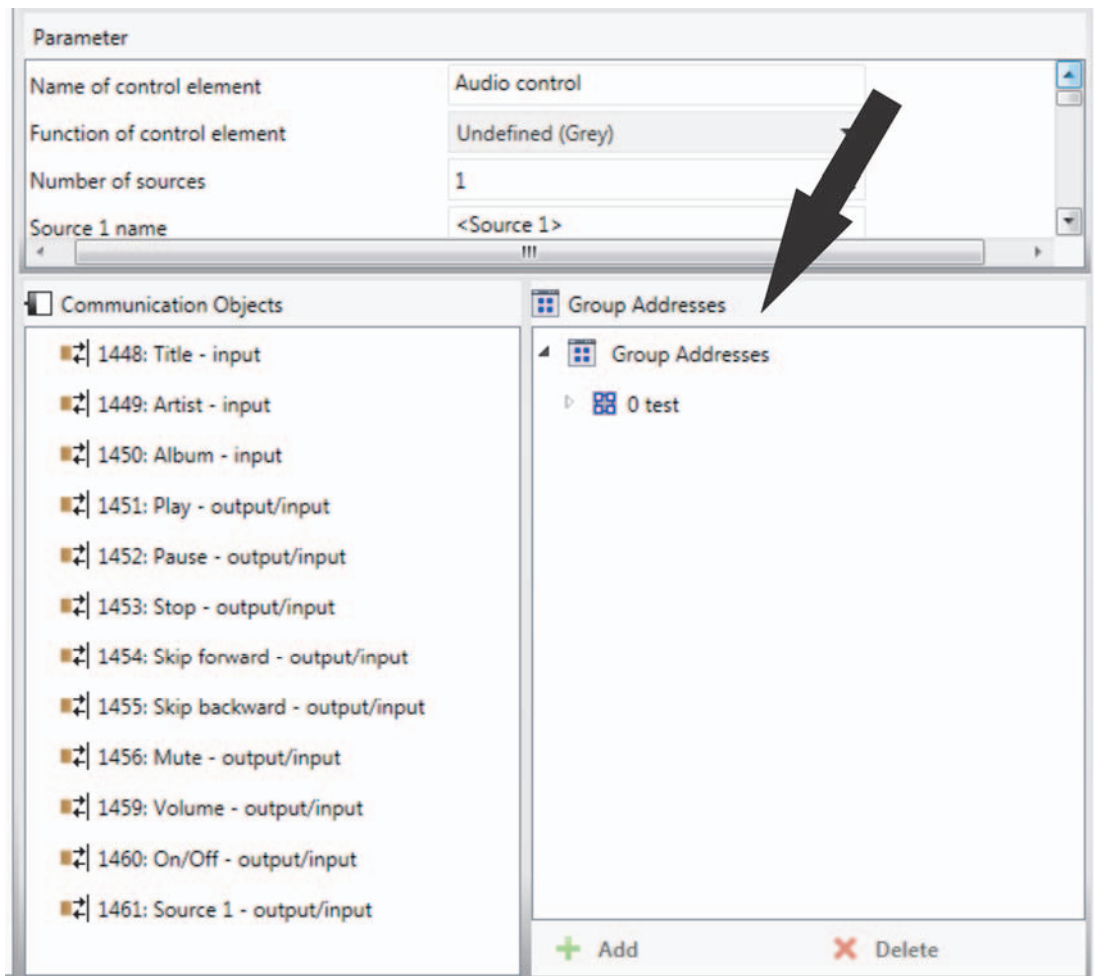 Parameter
Name of control element Audio control
Function of control element Undefined (Grey)
Number of sources 1
Source 1 name <Source 1>
Communication Objects
1448: Title - input
1449: Artist - input
1450: Album - input
1451: Play - output/input
1452: Pause - output/input
1453: Stop - output/input
1454: Skip forward - output/input
1455: Skip backward - output/input
1456: Mute - output/input
1459: Volume - output/input
1460: On/Off - output/input
1461: Source 1 - output/input
Group Addresses
Group Addresses
0 test
Add Delete